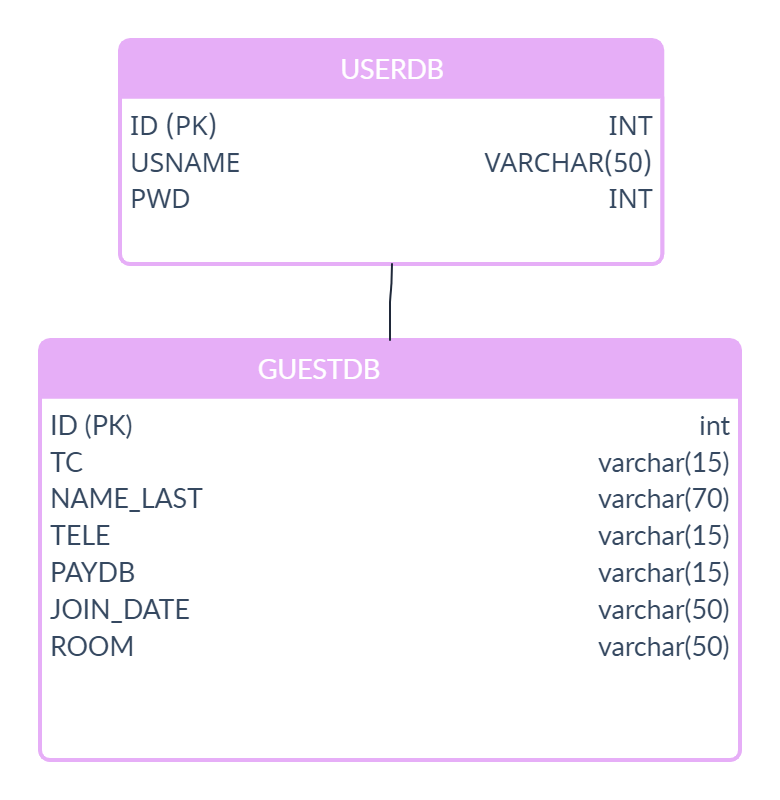 USERDB
ID (PK) INT
USNAME VARCHAR(50)
PWD INT
GUESTDB
ID (PK) int
TC varchar(15)
NAME_LAST varchar(70)
TELE varchar(15)
PAYDB varchar(15)
JOIN_DATE varchar(50)
ROOM varchar(50)